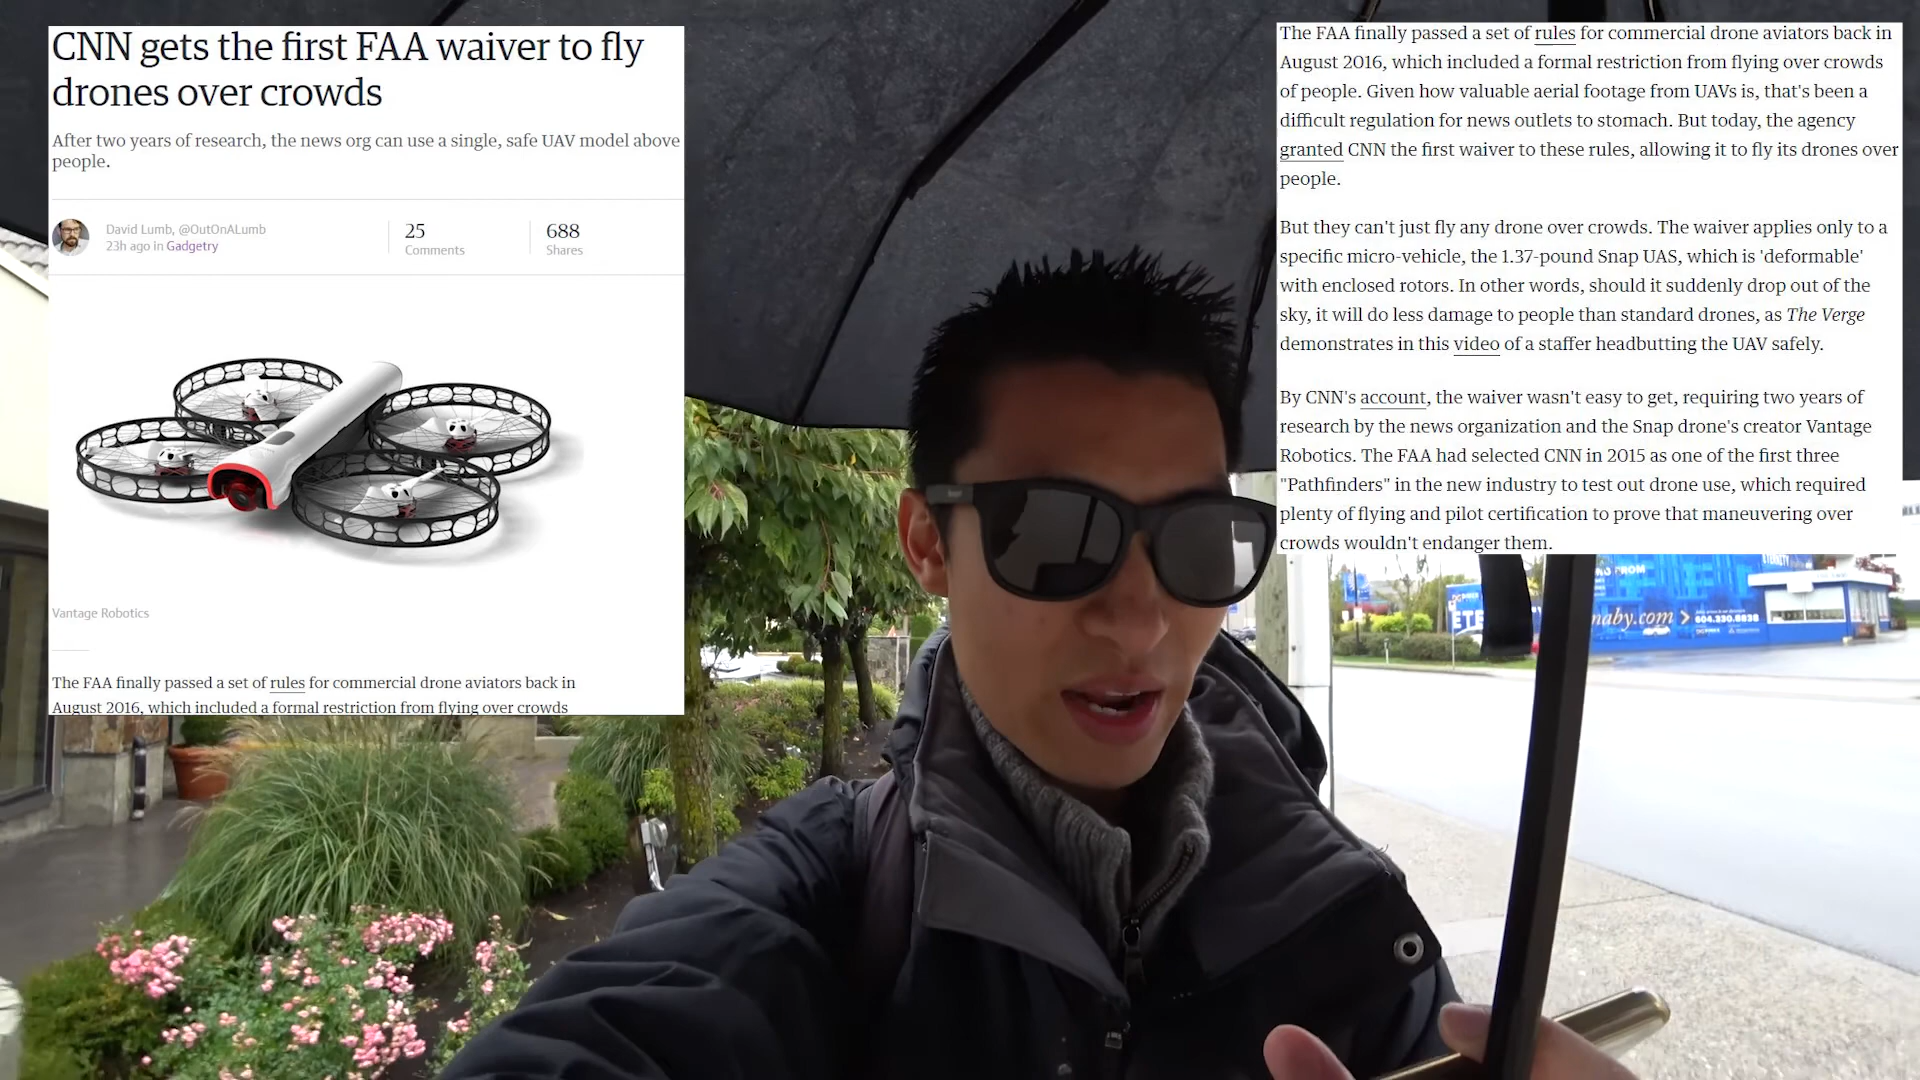 CNN gets the first FAA waiver to fly
drones over crowds
After two years of research, the news org can use a single, safe UAV model above
people.
David Lumb, @OutOnALumb
23h ago in Gadgetry
25
Comments
688
Shares
Vantage Robotics
The FAA finally passed a set of rules for commercial drone aviators back in
August 2016, which included a formal restriction from flying over crowds
The FAA finally passed a set of rules for commercial drone aviators back in
August 2016, which included a formal restriction from flying over crowds
of people. Given how valuable aerial footage from UAVs is, that's been a
difficult regulation for news outlets to stomach. But today, the agency
granted CNN the first waiver to these rules, allowing it to fly its drones over
people.
But they can't just fly any drone over crowds. The waiver applies only to a
specific micro-vehicle, the 1.37-pound Snap UAS, which is 'deformable'
with enclosed rotors. In other words, should it suddenly drop out of the
sky, it will do less damage to people than standard drones, as The Verge
demonstrates in this video of a staffer headbutting the UAV safely.
By CNN's account, the waiver wasn't easy to get, requiring two years of
research by the news organization and the Snap drone's creator Vantage
Robotics. The FAA had selected CNN in 2015 as one of the first three
"Pathfinders" in the new industry to test out drone use, which required
plenty of flying and pilot certification to prove that maneuvering over
crowds wouldn't endanger them.
FROM
naby.com > 604.330.8838